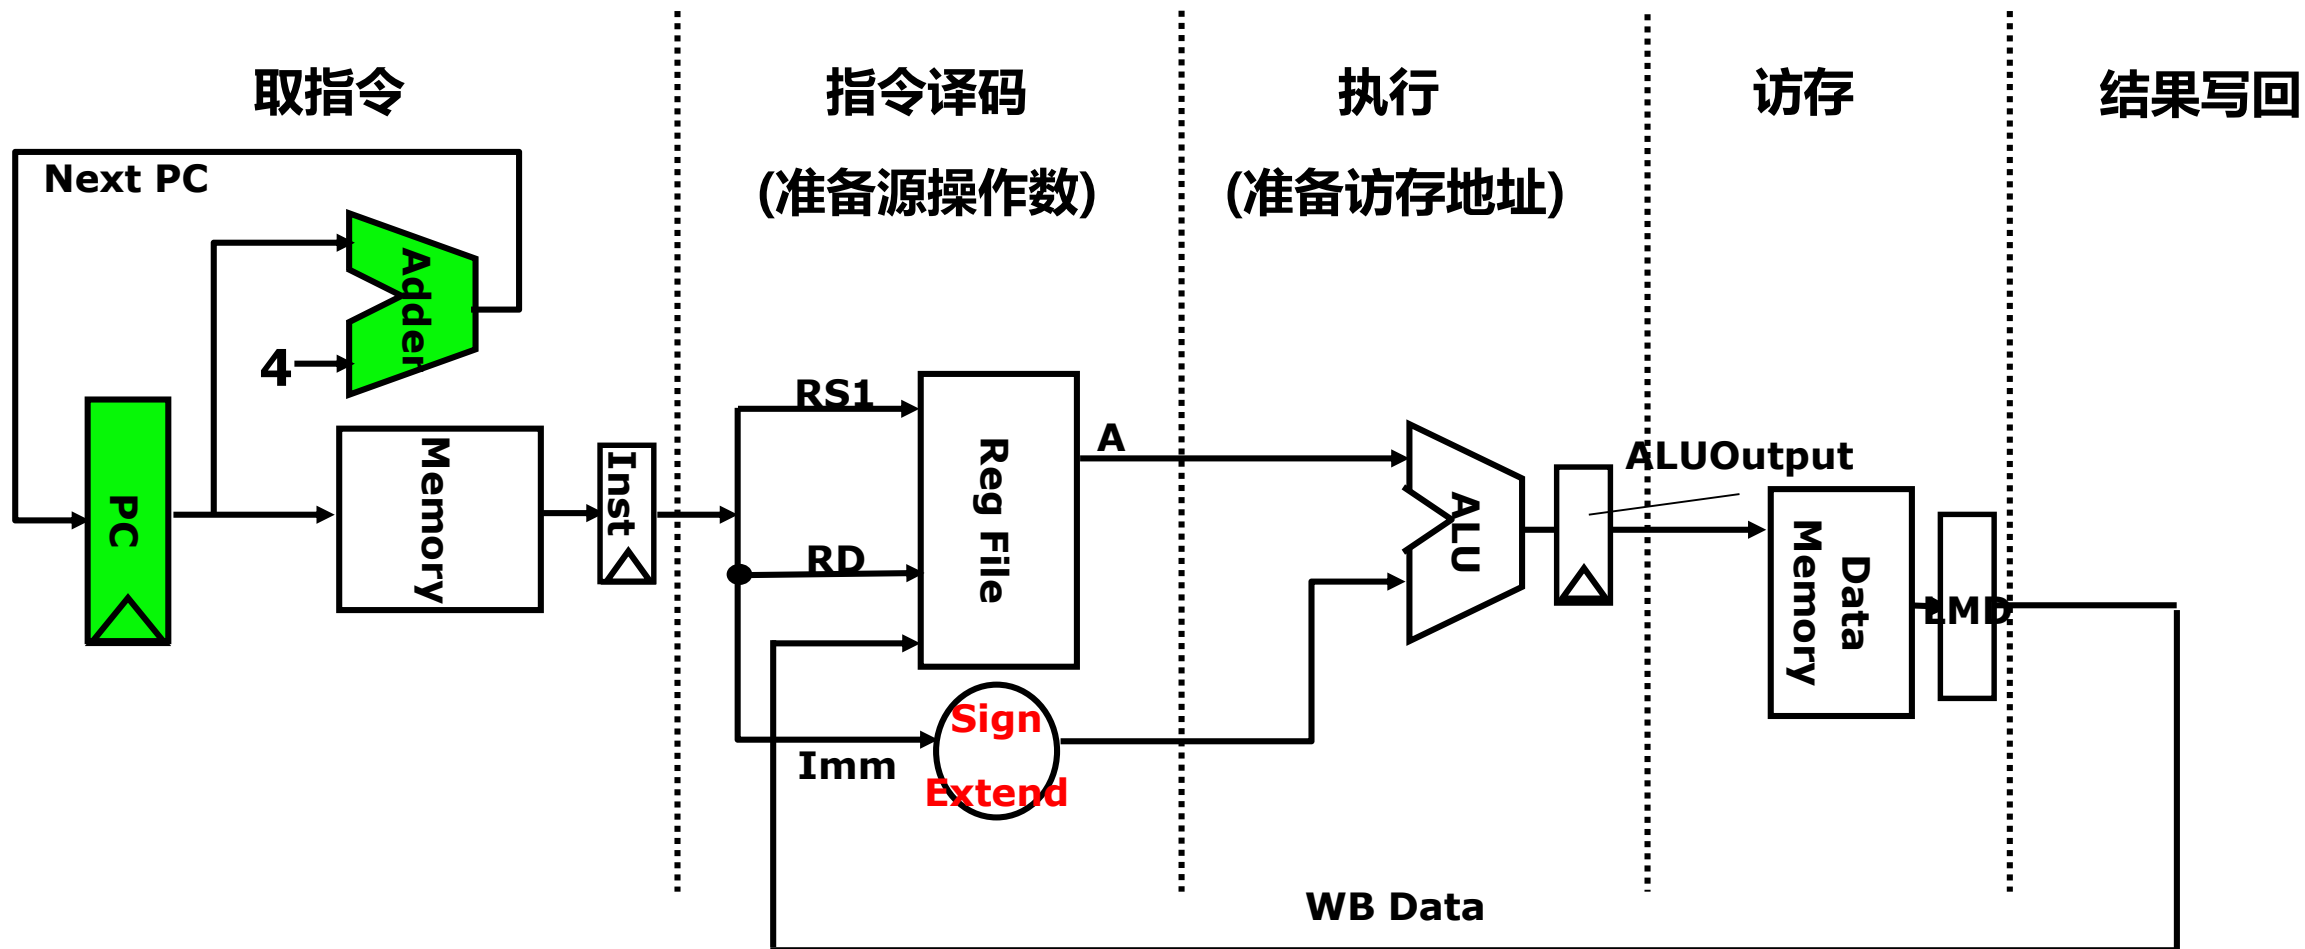 取指令
指令译码
(准备源操作数)
执行
(准备访存地址)
访存
结果写回
Next PC
Adder
4
PC
Memory
Inst
RS1
RD
Reg File
A
Imm
Sign
Extend
ALU
ALUOutput
Data
Memory
LMD
WB Data